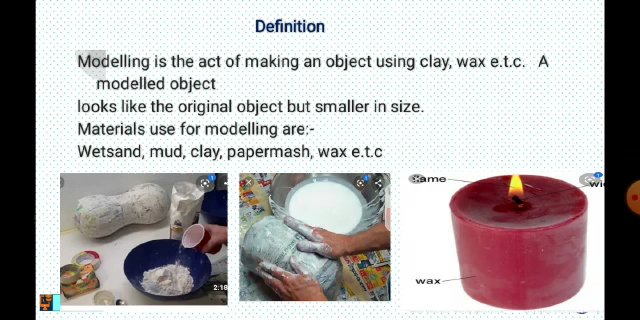 Definition
Modelling is the act of making an object using clay, wax e.t.c. A
modelled object
looks like the original object but smaller in size.
Materials use for modelling are:-
Wetsand, mud, clay, papermash, wax e.t.c
wax
2:18